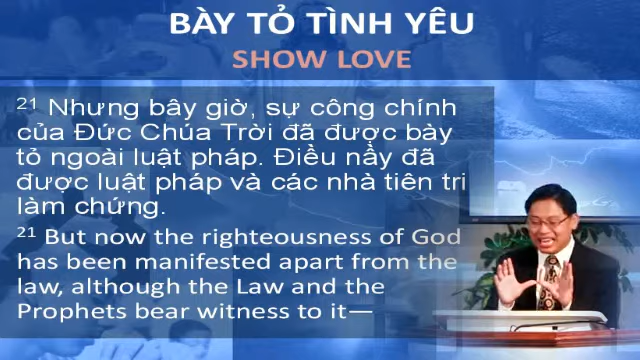 BÀY TỎ TÌNH YÊU
SHOW LOVE
21 Nhưng bây giờ, sự công chính
của Đức Chúa Trời đã được bày
tỏ ngoài luật pháp. Điều nầy đã
được luật pháp và các nhà tiên tri
làm chứng.
21 But now the righteousness of God
has been manifested apart from the
law, although the Law and the
Prophets bear witness to it—